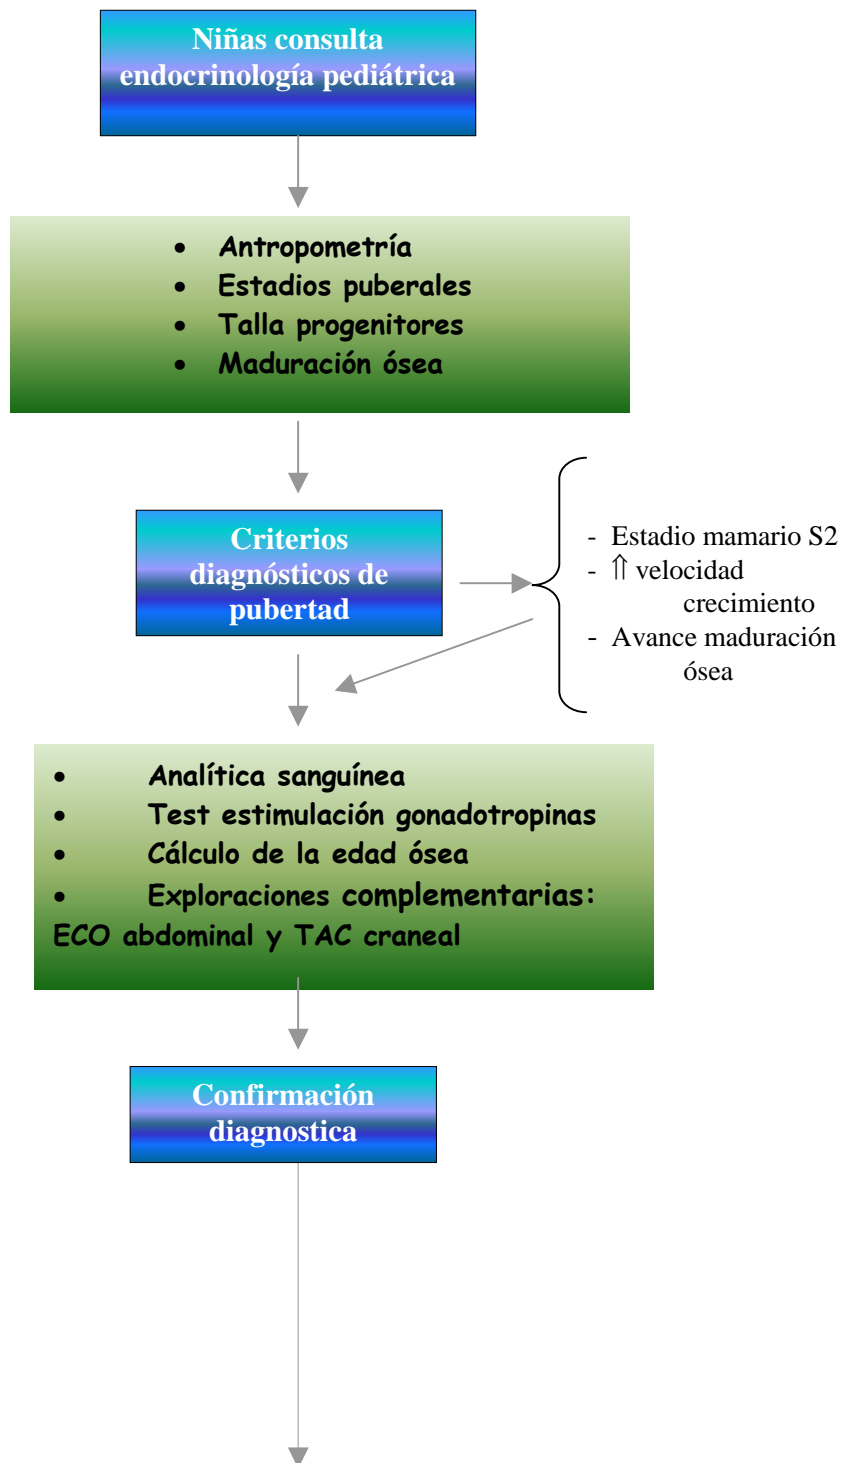 Niñas consulta
endocrinología pediátrica
• Antropometría
• Estadios puberales
• Talla progenitores
• Maduración ósea
Criterios
diagnósticos de
pubertad
- Estadio mamario S2
- ⇑ velocidad
crecimiento
- Avance maduración
ósea
• Analítica sanguínea
• Test estimulación gonadotropinas
• Cálculo de la edad ósea
• Exploraciones complementarias:
ECO abdominal y TAC craneal
Confirmación
diagnostica